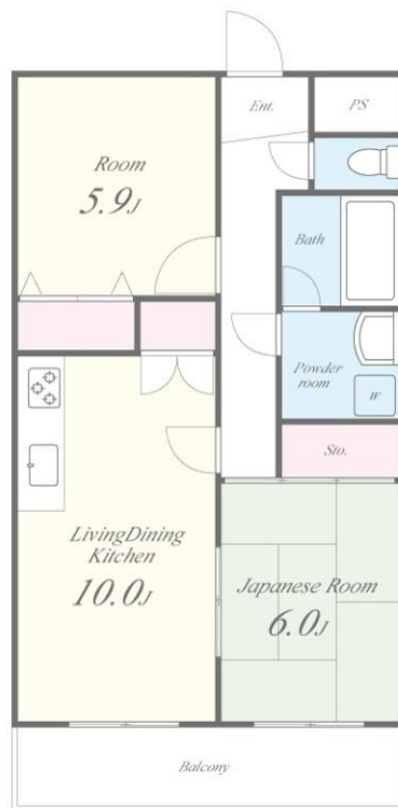 Ent.
PS
Room
5.9J
Bath
Powder
room
W
Sto.
LivingDining
Kitchen
10.0J
Japanese Room
6.0J
Balcony